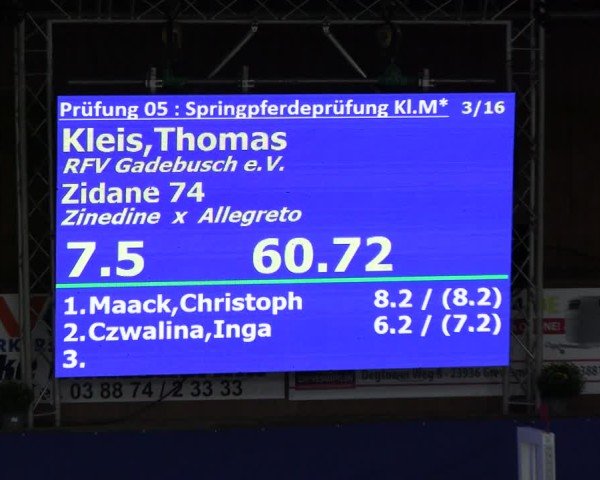 Prüfung 05 : Springpferdeprüfung Kl.M* 3/16
Kleis,Thomas
RFV Gadebusch e.V.
Zidane 74
Zinedine x Allegreto
7.5 60.72
1.Maack,Christoph 8.2 / (8.2)
2.Czwalina,Inga 6.2 / (7.2)
3.
03 88 74 / 2 33 33